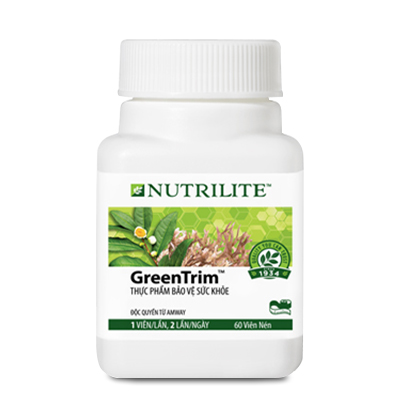 NUTRILITE™
GreenTrim™
THỰC PHẨM BẢO VỆ SỨC KHỎE
ĐỘC QUYỀN TỪ AMWAY
1 VIÊN/LẦN, 2 LẦN/NGÀY
60 Viên Nén
1934